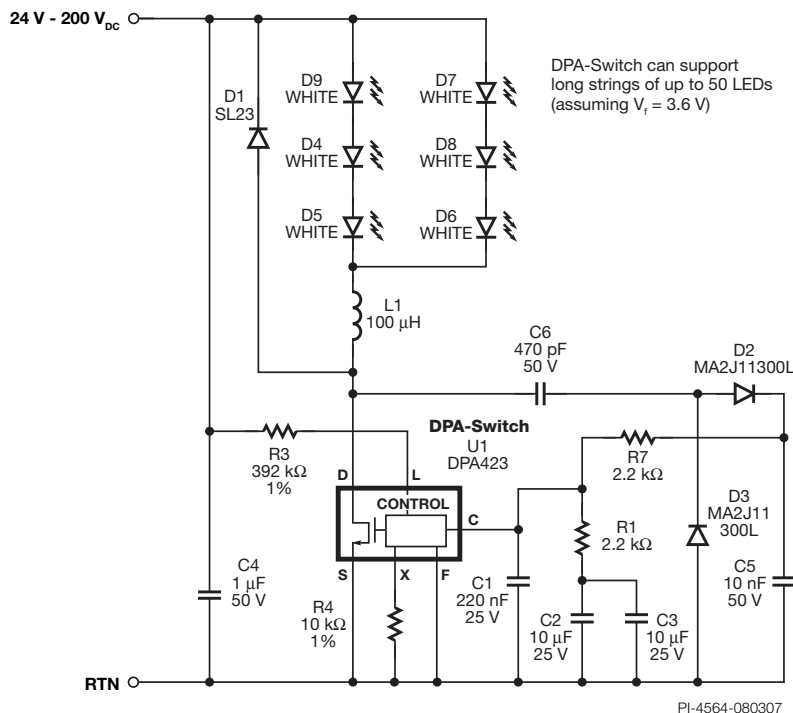 24 V - 200 VDC
DPA-Switch can support
long strings of up to 50 LEDs
(assuming Vf = 3.6 V)
D1
SL23
D9
WHITE
D7
WHITE
D4
WHITE
D8
WHITE
D5
WHITE
D6
WHITE
L1
100 µH
C6
470 pF
50 V
D2
MA2J11300L
R3
392 kΩ
1%
DPA-Switch
U1
DPA423
R7
2.2 kΩ
D
L
CONTROL
C
S
X
F
R1
2.2 kΩ
D3
MA2J11
300L
C4
1 µF
50 V
R4
10 kΩ
1%
C1
220 nF
25 V
C2
10 µF
25 V
C3
10 µF
25 V
C5
10 nF
50 V
RTN
PI-4564-080307